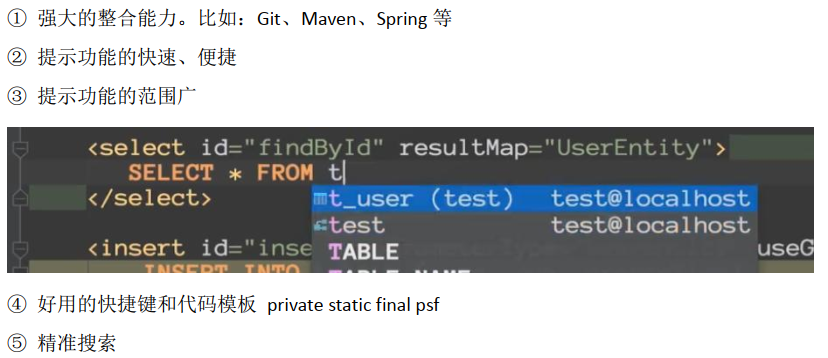 ① 强大的整合能力。比如：Git、Maven、Spring 等
② 提示功能的快速、便捷
③ 提示功能的范围广
<select id="findById" resultMap="UserEntity">
SELECT * FROM t
t_user (test) test@localhost
</select>
test test@localhost
<insert id="inse useG
TABLE
INSERT INTO
④ 好用的快捷键和代码模板 private static final psf
⑤ 精准搜索